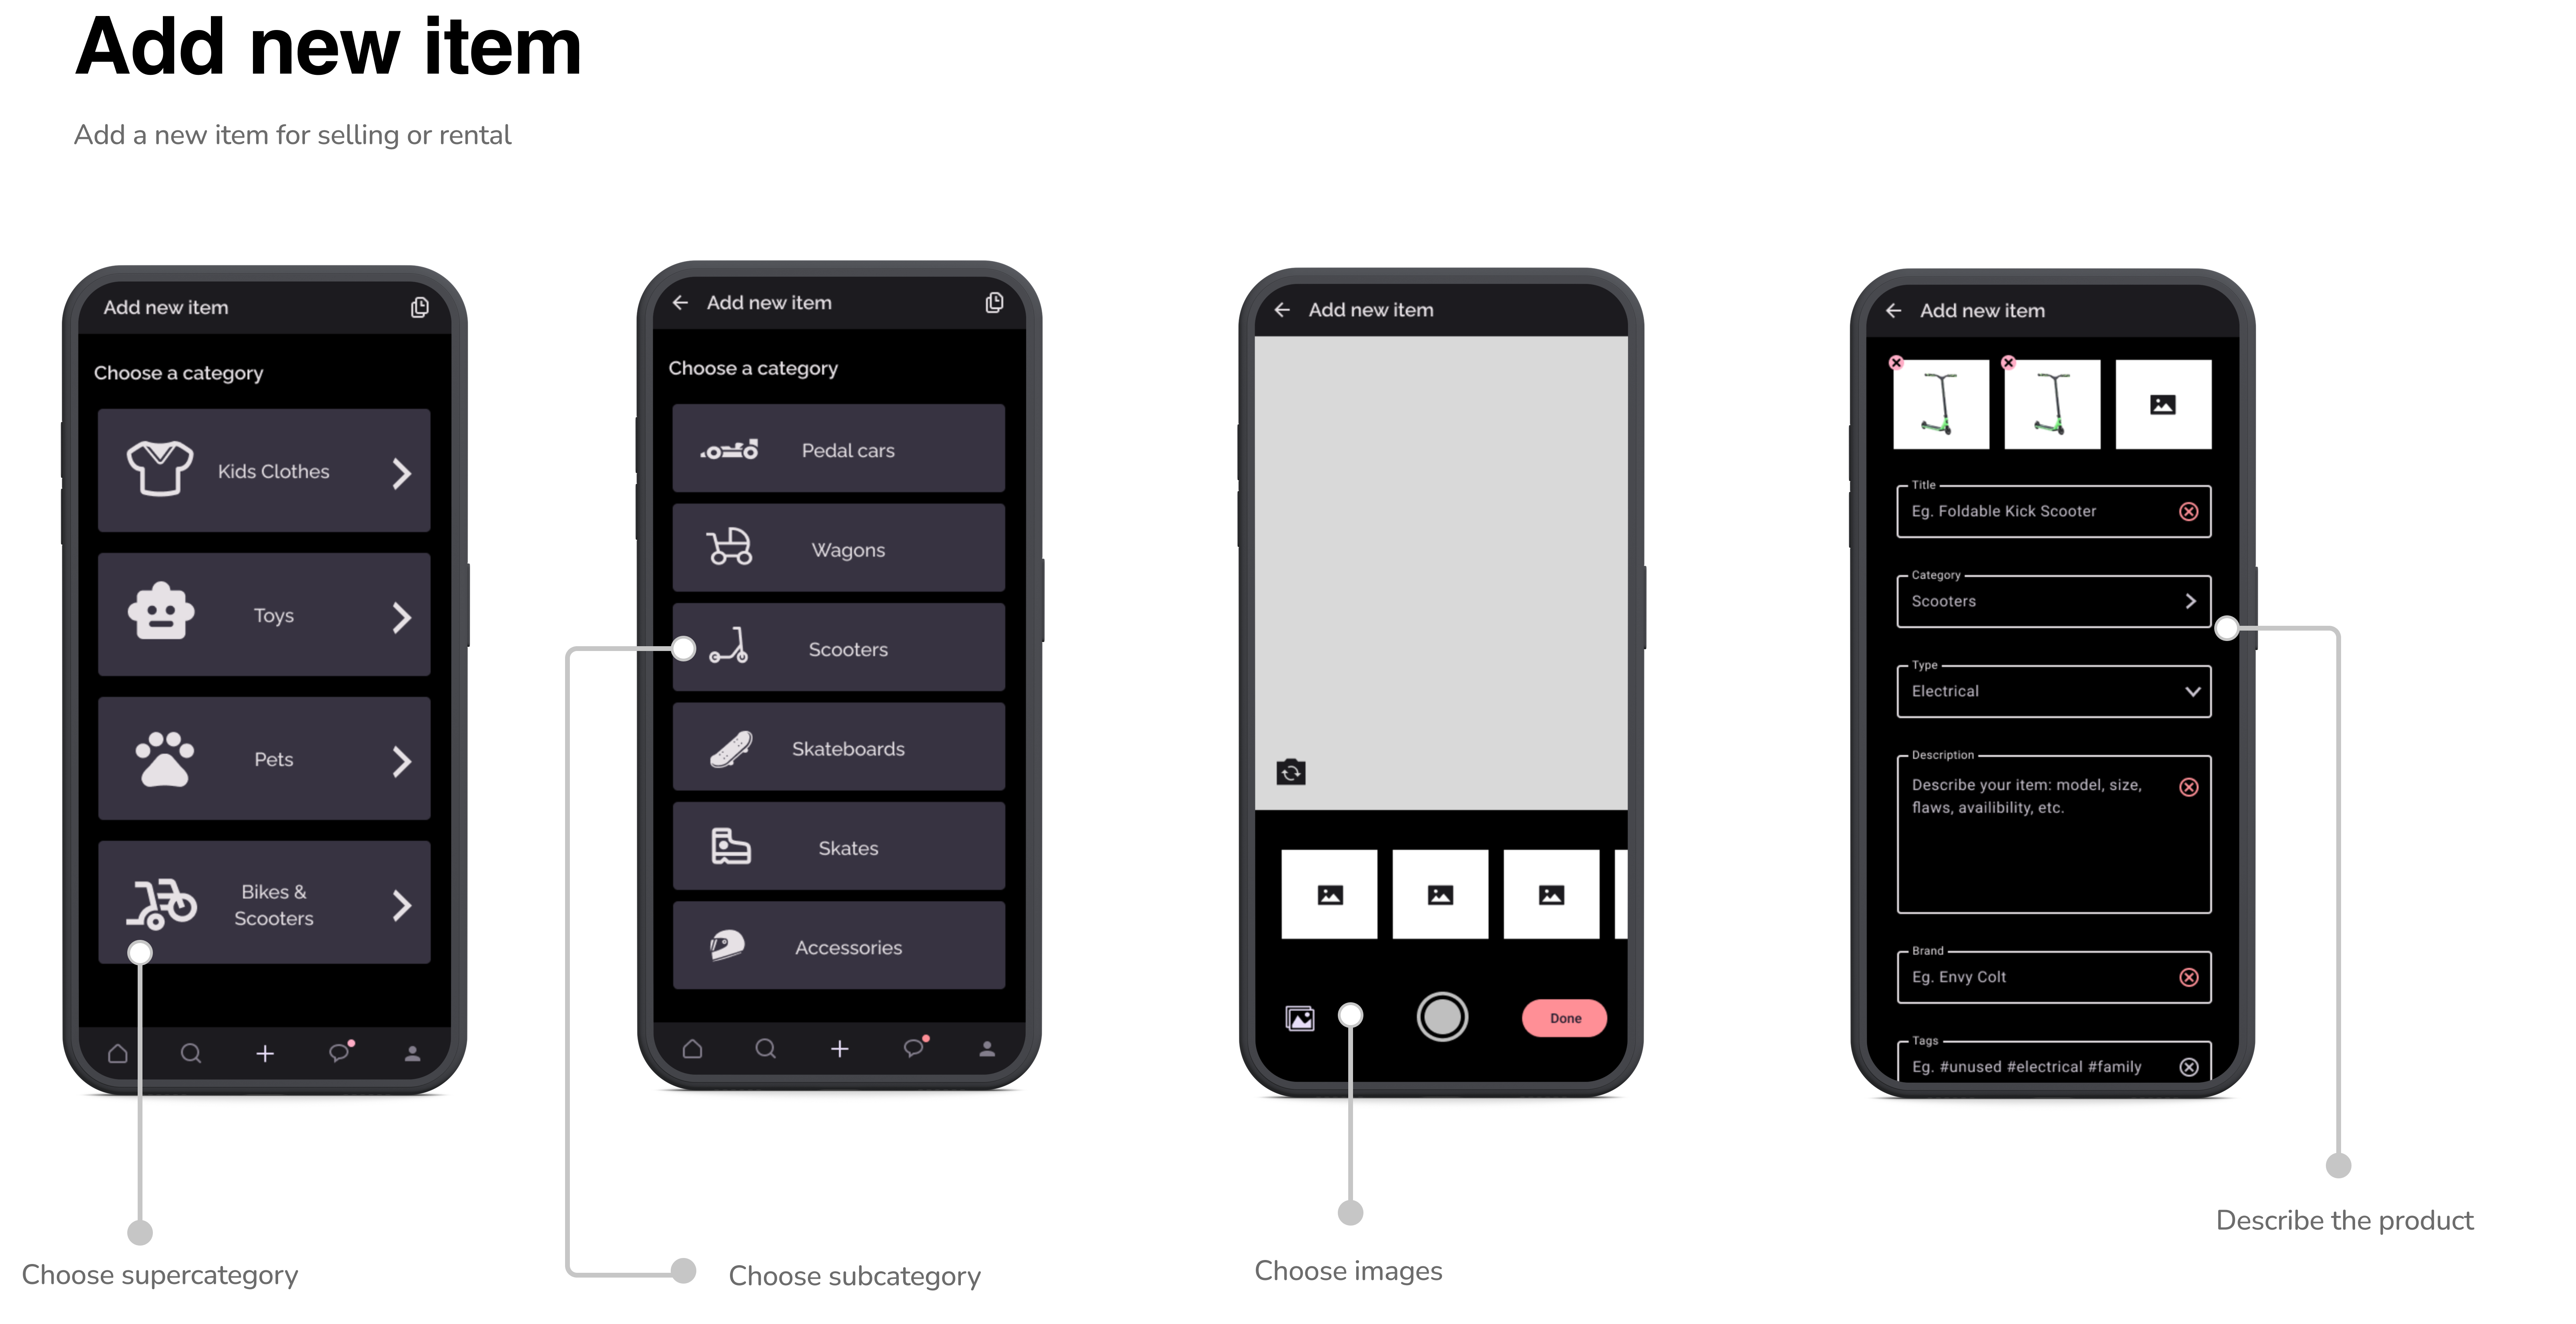 Add new item
Add a new item for selling or rental
Add new item
Choose a category
Kids Clothes
Toys
Pets
Bikes &
Scooters
Choose supercategory
Add new item
Choose a category
Pedal cars
Wagons
Scooters
Skateboards
Skates
Accessories
Choose subcategory
Add new item
Done
Choose images
Add new item
Title
Eg. Foldable Kick Scooter
Category
Scooters
Type
Electrical
Description
Describe your item: model, size,
flaws, availibility, etc.
Brand
Eg. Envy Colt
Tags
Eg. #unused #electrical #family
Describe the product